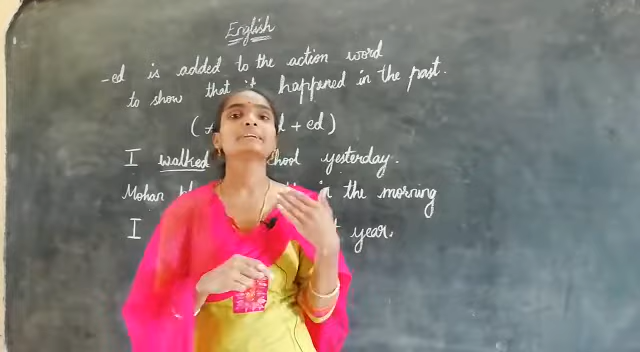 English
-ed is added to the action word
to show that it happened in the past.
( + ed )
I walked school yesterday.
Mohan in the morning
I year.